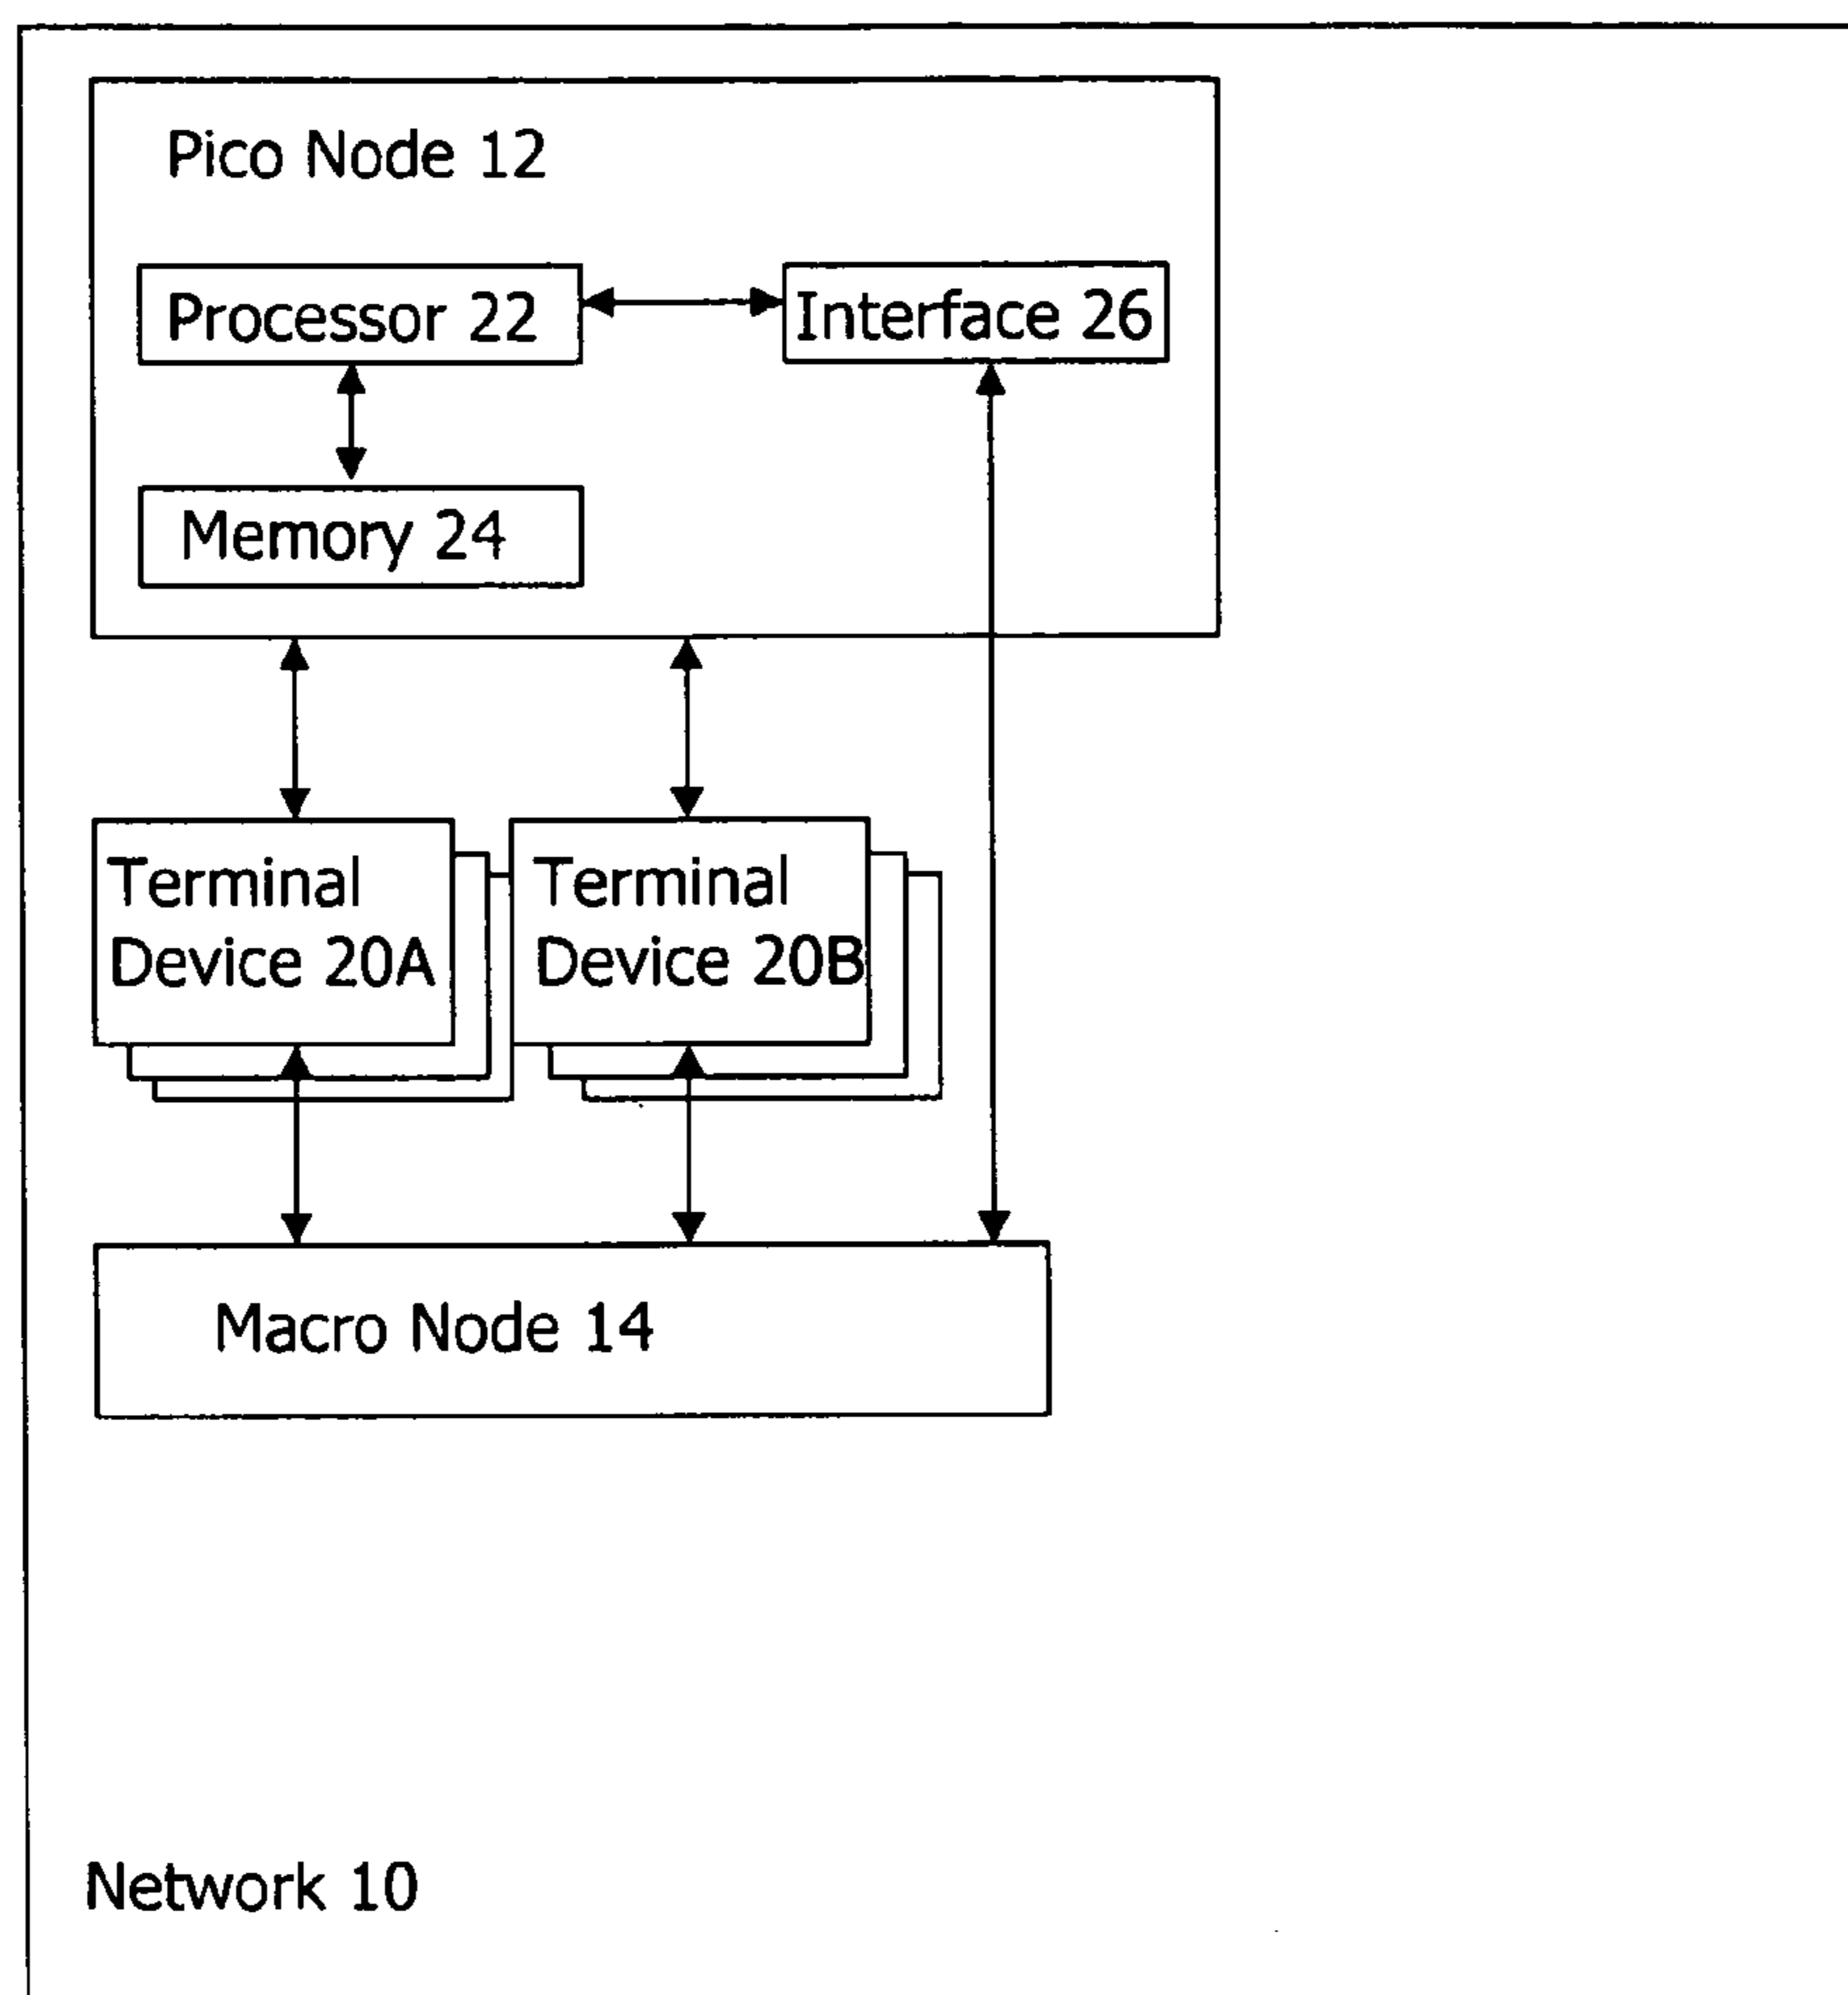 Pico Node 12
Processor 22
Interface 26
Memory 24
Terminal
Device 20A
Terminal
Device 20B
Macro Node 14
Network 10